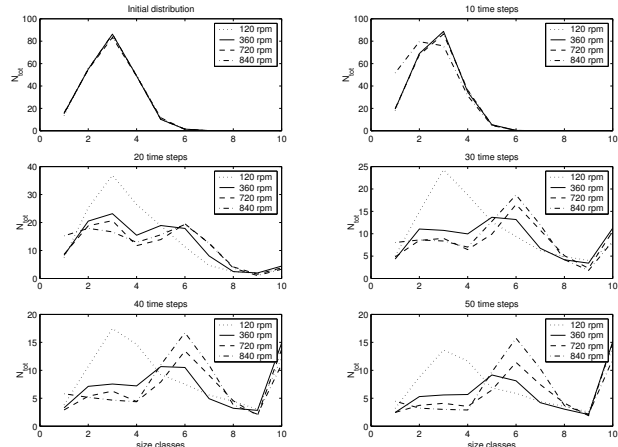 Initial distribution
N_tot
100
80
60
40
20
0
0 2 4 6 8 10
120 rpm
360 rpm
720 rpm
840 rpm
10 time steps
N_tot
100
80
60
40
20
0
0 2 4 6 8 10
120 rpm
360 rpm
720 rpm
840 rpm
20 time steps
N_tot
40
30
20
10
0
0 2 4 6 8 10
120 rpm
360 rpm
720 rpm
840 rpm
30 time steps
N_tot
25
20
15
10
5
0
0 2 4 6 8 10
120 rpm
360 rpm
720 rpm
840 rpm
40 time steps
N_tot
20
15
10
5
0
0 2 4 6 8 10
size classes
120 rpm
360 rpm
720 rpm
840 rpm
50 time steps
N_tot
20
15
10
5
0
0 2 4 6 8 10
size classes
120 rpm
360 rpm
720 rpm
840 rpm